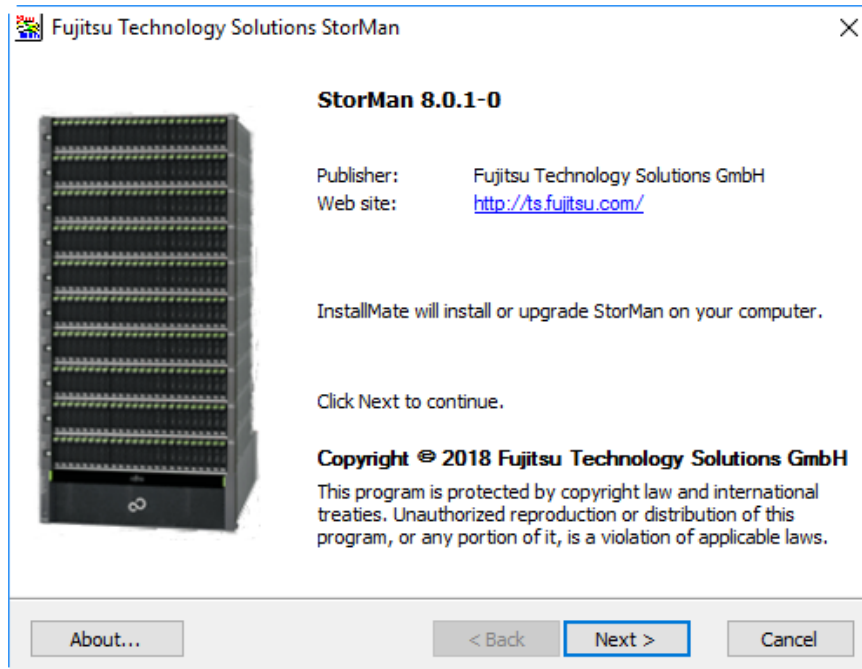 Fujitsu Technology Solutions StorMan
StorMan 8.0.1-0
Publisher: Fujitsu Technology Solutions GmbH
Web site: http://ts.fujitsu.com/
InstallMate will install or upgrade StorMan on your computer.
Click Next to continue.
Copyright © 2018 Fujitsu Technology Solutions GmbH
This program is protected by copyright law and international
treaties. Unauthorized reproduction or distribution of this
program, or any portion of it, is a violation of applicable laws.
About... < Back Next > Cancel